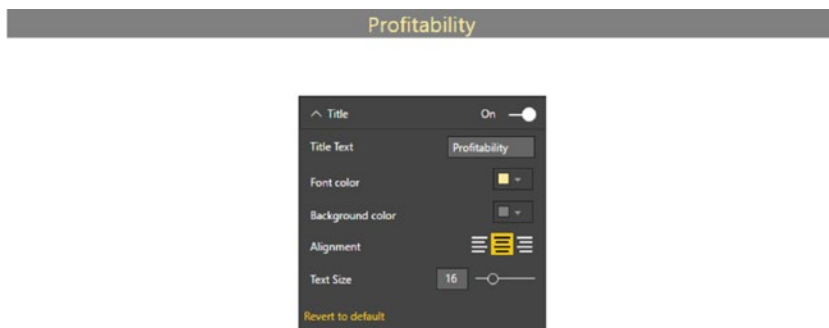 Profitability
Title On
Title Text Profitability
Font color
Background color
Alignment
Text Size 16
Revert to default